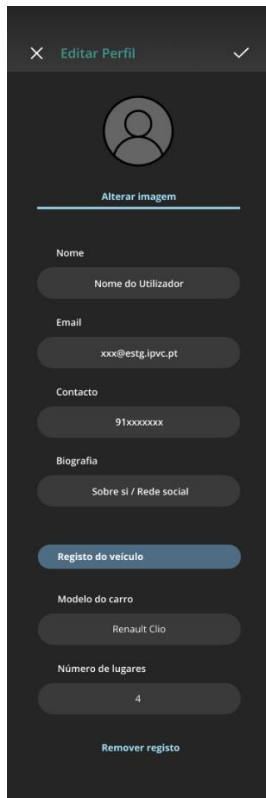 Editar Perfil
Alterar imagem
Nome
Nome do Utilizador
Email
xxx@estg.ipvc.pt
Contacto
91xxxxxxx
Biografia
Sobre si / Rede social
Registo do veículo
Modelo do carro
Renault Clio
Número de lugares
4
Remover registo